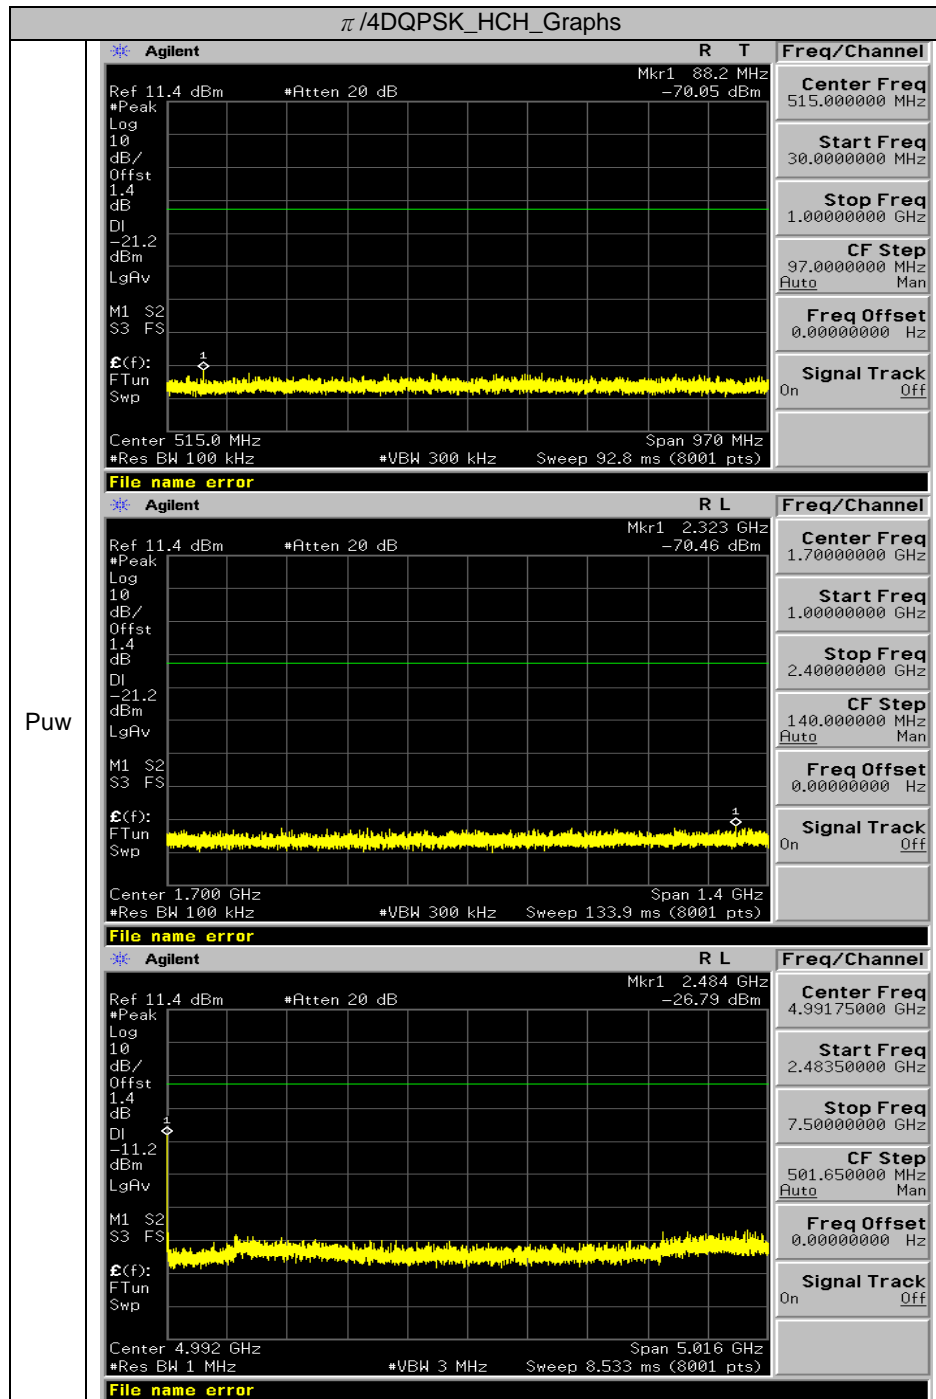 π/4DQPSK_HCH_Graphs
Puw
Agilent R T Freq/Channel
Mkr1 88.2 MHz
Ref 11.4 dBm #Atten 20 dB -70.05 dBm
#Peak
Log
10
dB/
Offst
1.4
dB
DI
-21.2
dBm
LgAv
M1 S2
S3 FS
£(f):
FTun
Swp
1
Center 515.0 MHz Span 970 MHz
#Res BW 100 kHz #VBW 300 kHz Sweep 92.8 ms (8001 pts)
File name error
Center Freq
515.000000 MHz
Start Freq
30.0000000 MHz
Stop Freq
1.00000000 GHz
CF Step
97.0000000 MHz
Auto Man
Freq Offset
0.00000000 Hz
Signal Track
On Off
Agilent R L Freq/Channel
Mkr1 2.323 GHz
Ref 11.4 dBm #Atten 20 dB -70.46 dBm
#Peak
Log
10
dB/
Offst
1.4
dB
DI
-21.2
dBm
LgAv
M1 S2
S3 FS
£(f):
FTun
Swp
1
Center 1.700 GHz Span 1.4 GHz
#Res BW 100 kHz #VBW 300 kHz Sweep 133.9 ms (8001 pts)
File name error
Center Freq
1.70000000 GHz
Start Freq
1.00000000 GHz
Stop Freq
2.40000000 GHz
CF Step
140.000000 MHz
Auto Man
Freq Offset
0.00000000 Hz
Signal Track
On Off
Agilent R L Freq/Channel
Mkr1 2.484 GHz
Ref 11.4 dBm #Atten 20 dB -26.79 dBm
#Peak
Log
10
dB/
Offst
1.4
dB
DI
-11.2
dBm
LgAv
M1 S2
S3 FS
£(f):
FTun
Swp
1
Center 4.992 GHz Span 5.016 GHz
#Res BW 1 MHz #VBW 3 MHz Sweep 8.533 ms (8001 pts)
File name error
Center Freq
4.99175000 GHz
Start Freq
2.48350000 GHz
Stop Freq
7.50000000 GHz
CF Step
501.650000 MHz
Auto Man
Freq Offset
0.00000000 Hz
Signal Track
On Off